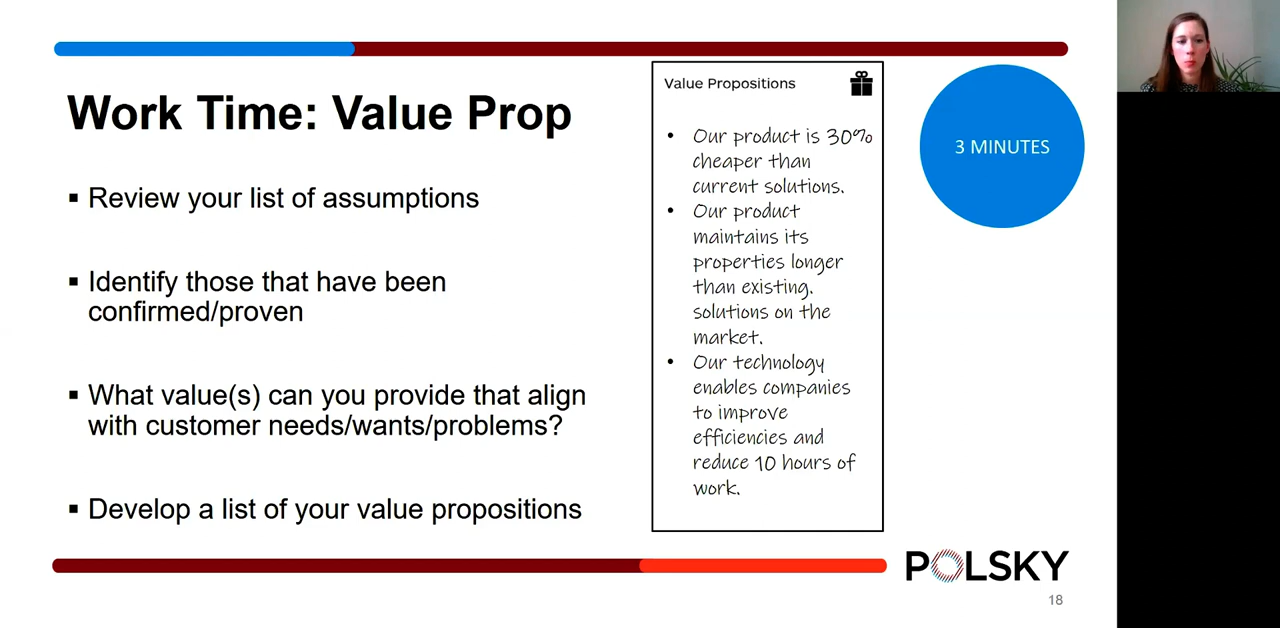 Work Time: Value Prop
▪ Review your list of assumptions
▪ Identify those that have been
confirmed/proven
▪ What value(s) can you provide that align
with customer needs/wants/problems?
▪ Develop a list of your value propositions
Value Propositions
• Our product is 30%
cheaper than
current solutions.
• Our product
maintains its
properties longer
than existing.
solutions on the
market.
• Our technology
enables companies
to improve
efficiencies and
reduce 10 hours of
work.
3 MINUTES
POLSKY
18